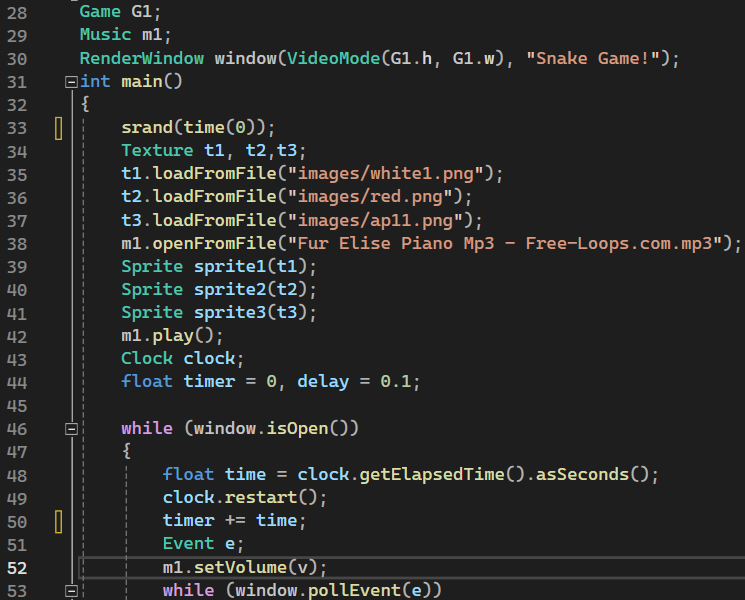 28 Game G1;
29 Music m1;
30 RenderWindow window(VideoMode(G1.h, G1.w), "Snake Game!");
31 int main()
32 {
33 srand(time(0));
34 Texture t1, t2,t3;
35 t1.loadFromFile("images/white1.png");
36 t2.loadFromFile("images/red.png");
37 t3.loadFromFile("images/ap11.png");
38 m1.openFromFile("Fur Elise Piano Mp3 - Free-Loops.com.mp3");
39 Sprite sprite1(t1);
40 Sprite sprite2(t2);
41 Sprite sprite3(t3);
42 m1.play();
43 Clock clock;
44 float timer = 0, delay = 0.1;
45
46 while (window.isOpen())
47 {
48 float time = clock.getElapsedTime().asSeconds();
49 clock.restart();
50 timer += time;
51 Event e;
52 m1.setVolume(v);
53 while (window.pollEvent(e))